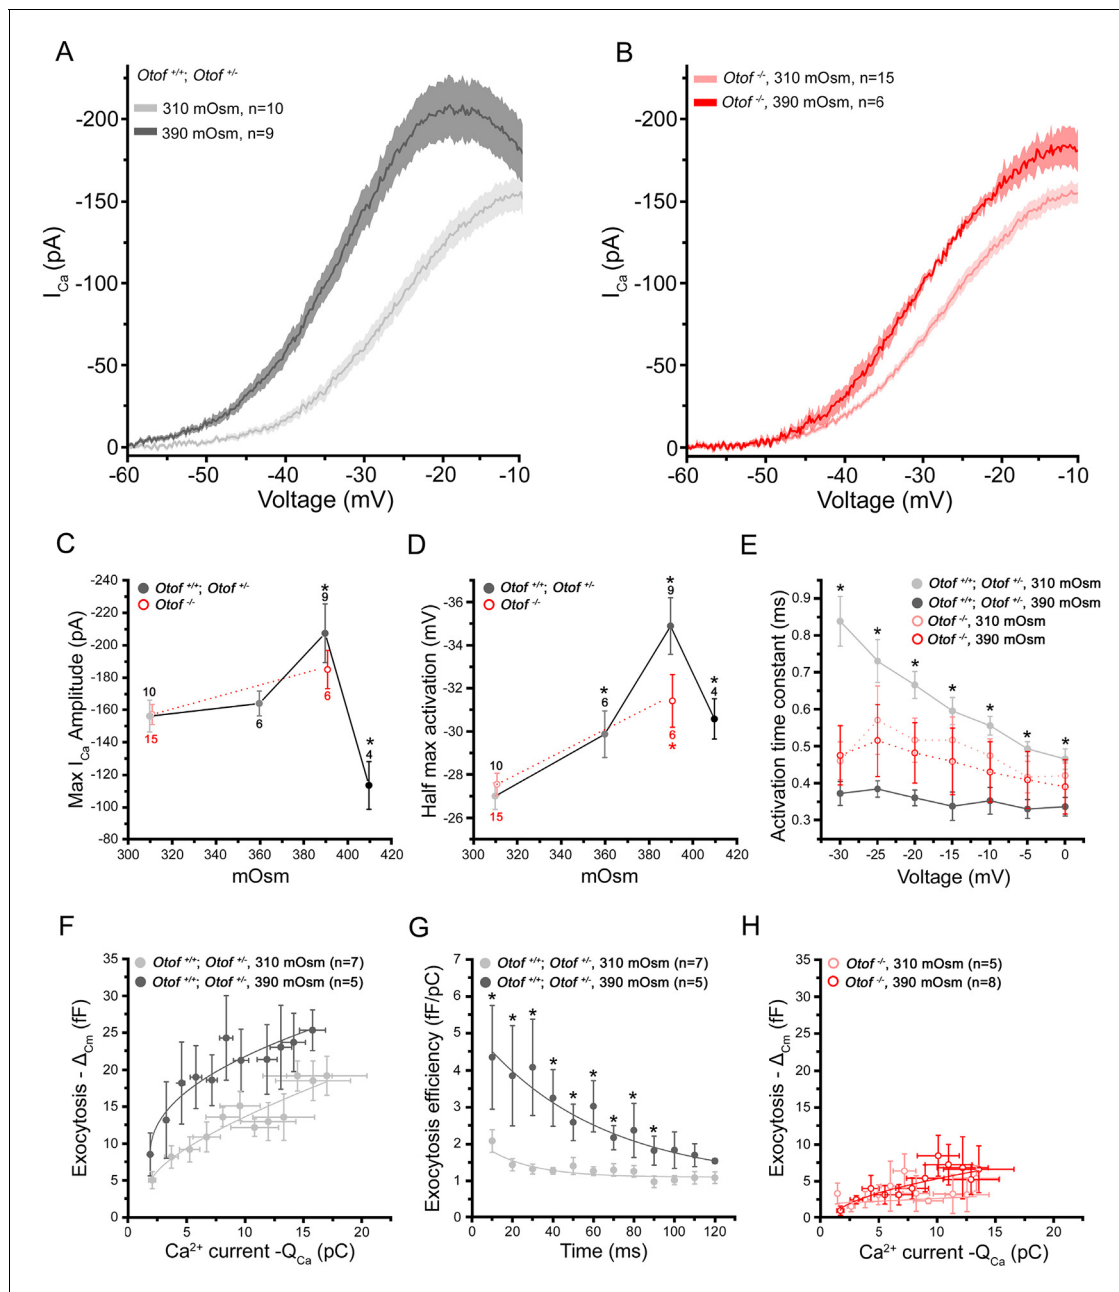 A
Otof +/+; Otof +/-
310 mOsm, n=10
390 mOsm, n=9
-200
-150
-100
-50
0
I Ca (pA)
-60 -50 -40 -30 -20 -10
Voltage (mV)
B
Otof -/-, 310 mOsm, n=15
Otof -/-, 390 mOsm, n=6
-200
-150
-100
-50
0
I Ca (pA)
-60 -50 -40 -30 -20 -10
Voltage (mV)
C
Otof +/+; Otof +/-
Otof -/-
-240
-220
-200
-180
-160
-140
-120
-100
-80
Max I Ca Amplitude (pA)
10
15
6
*
9
6
*
4
300 320 340 360 380 400 420
mOsm
D
Otof +/+; Otof +/-
Otof -/-
-36
-34
-32
-30
-28
-26
Half max activation (mV)
10
15
*
6
*
9
6
*
*
4
300 320 340 360 380 400 420
mOsm
E
Otof +/+; Otof +/-, 310 mOsm
Otof +/+; Otof +/-, 390 mOsm
Otof -/-, 310 mOsm
Otof -/-, 390 mOsm
0.9
0.8
0.7
0.6
0.5
0.4
0.3
Activation time constant (ms)
* * * * * * *
-30 -25 -20 -15 -10 -5 0
Voltage (mV)
F
Otof +/+; Otof +/-, 310 mOsm (n=7)
Otof +/+; Otof +/-, 390 mOsm (n=5)
35
30
25
20
15
10
5
0
Exocytosis - Δ Cm (fF)
0 5 10 15 20
Ca2+ current -Q Ca (pC)
G
Otof +/+; Otof +/-, 310 mOsm (n=7)
Otof +/+; Otof +/-, 390 mOsm (n=5)
7
6
5
4
3
2
1
0
Exocytosis efficiency (fF/pC)
* * * * * * * * *
0 20 40 60 80 100 120
Time (ms)
H
Otof -/-, 310 mOsm (n=5)
Otof -/-, 390 mOsm (n=8)
35
30
25
20
15
10
5
0
Exocytosis - Δ Cm (fF)
0 5 10 15 20
Ca2+ current -Q Ca (pC)